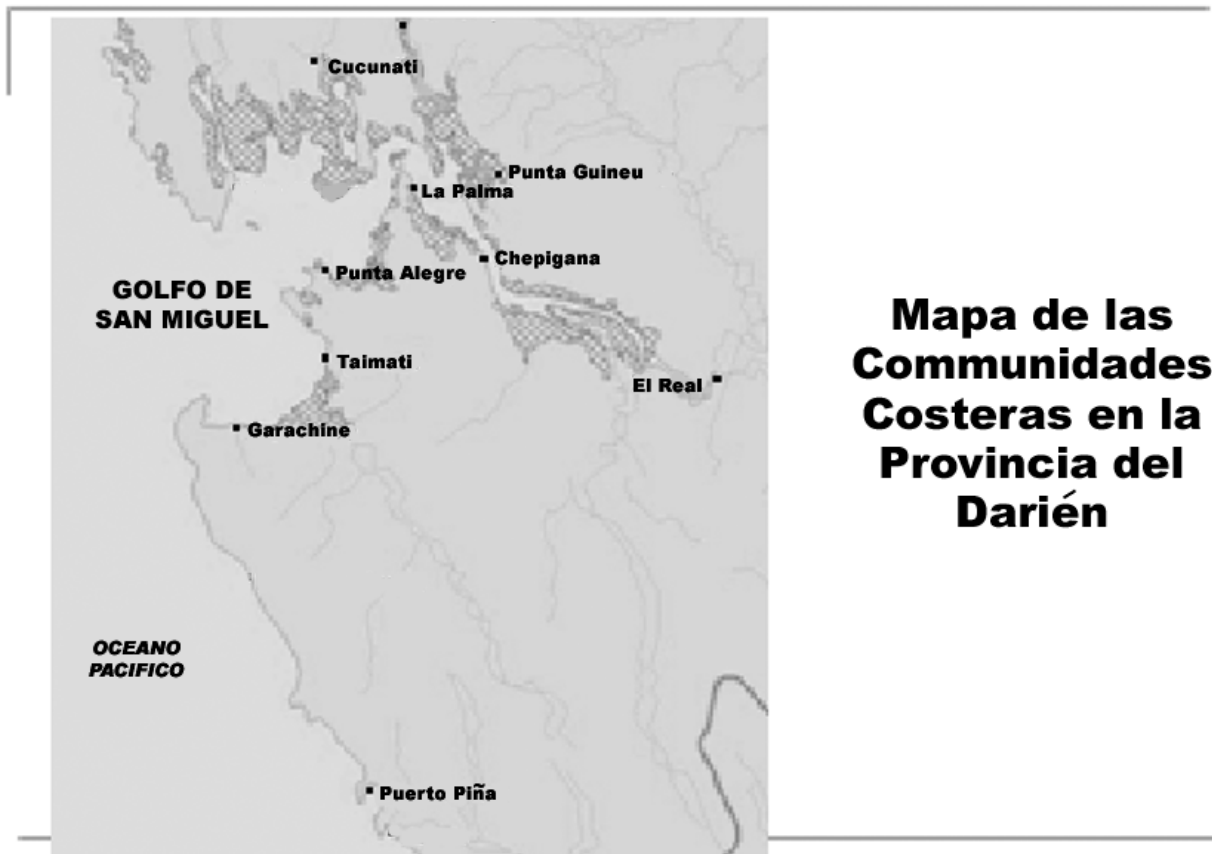 Cucunati
Punta Guineu
La Palma
Chepigana
Punta Alegre
GOLFO DE
SAN MIGUEL
Taimati
El Real
Garachine
OCEANO
PACIFICO
Puerto Piña
Mapa de las
Communidades
Costeras en la
Provincia del
Darién